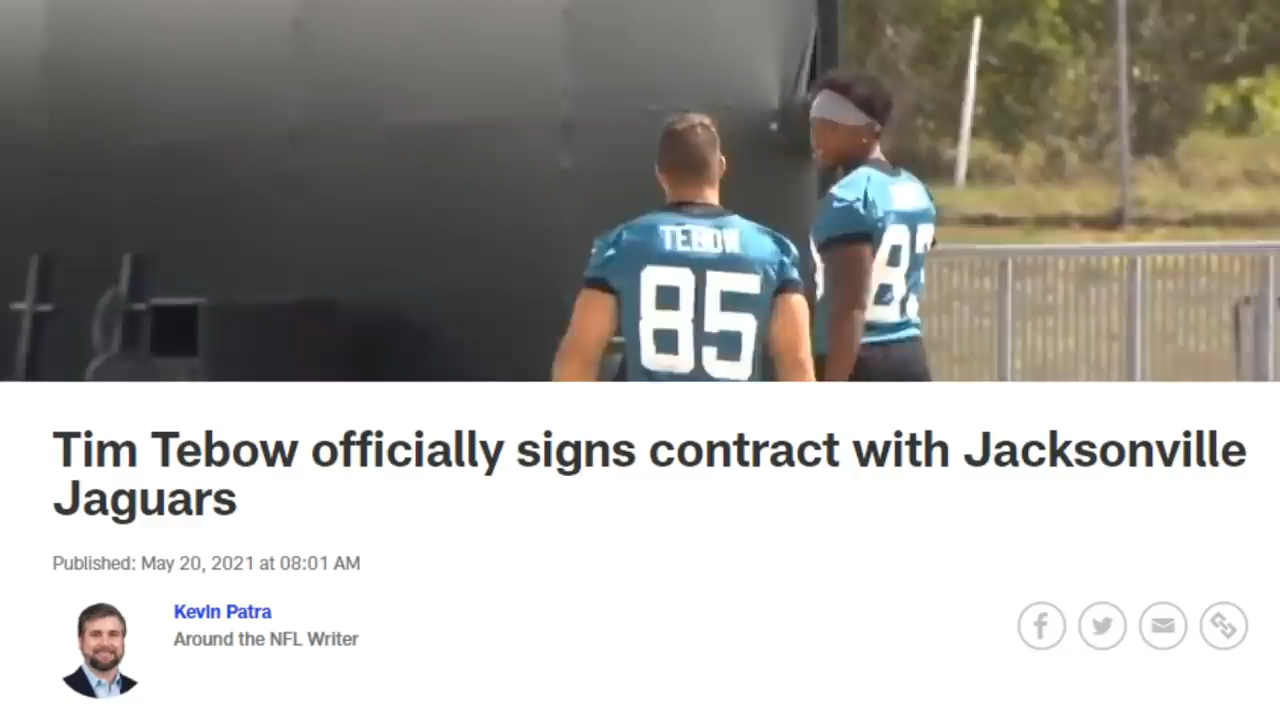 TEBOW
85
Tim Tebow officially signs contract with Jacksonville
Jaguars
Published: May 20, 2021 at 08:01 AM
Kevin Patra
Around the NFL Writer